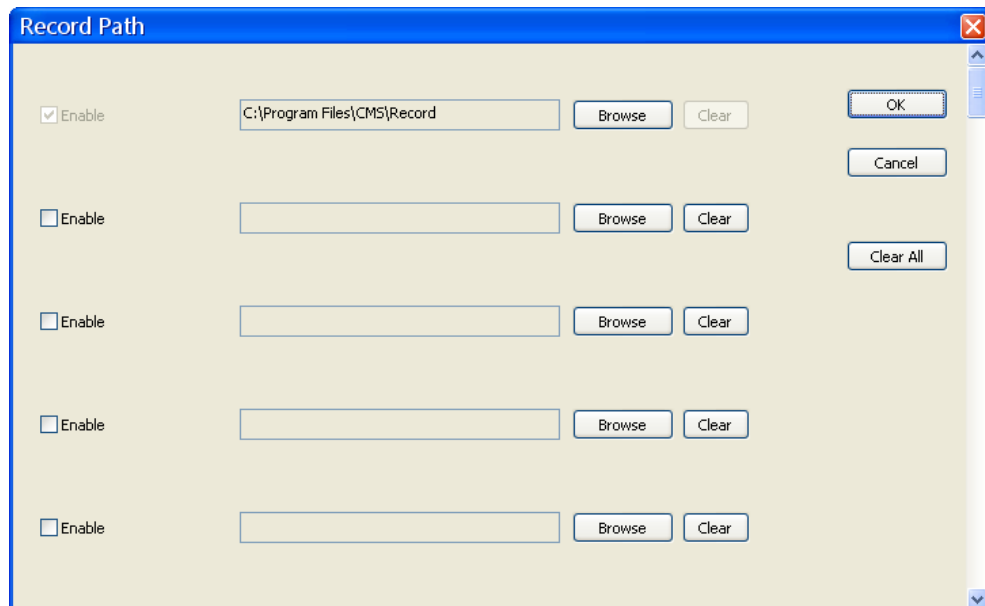 Record Path
Enable C:\Program Files\CMS\Record Browse Clear OK
Cancel
Enable Browse Clear
Clear All
Enable Browse Clear
Enable Browse Clear
Enable Browse Clear